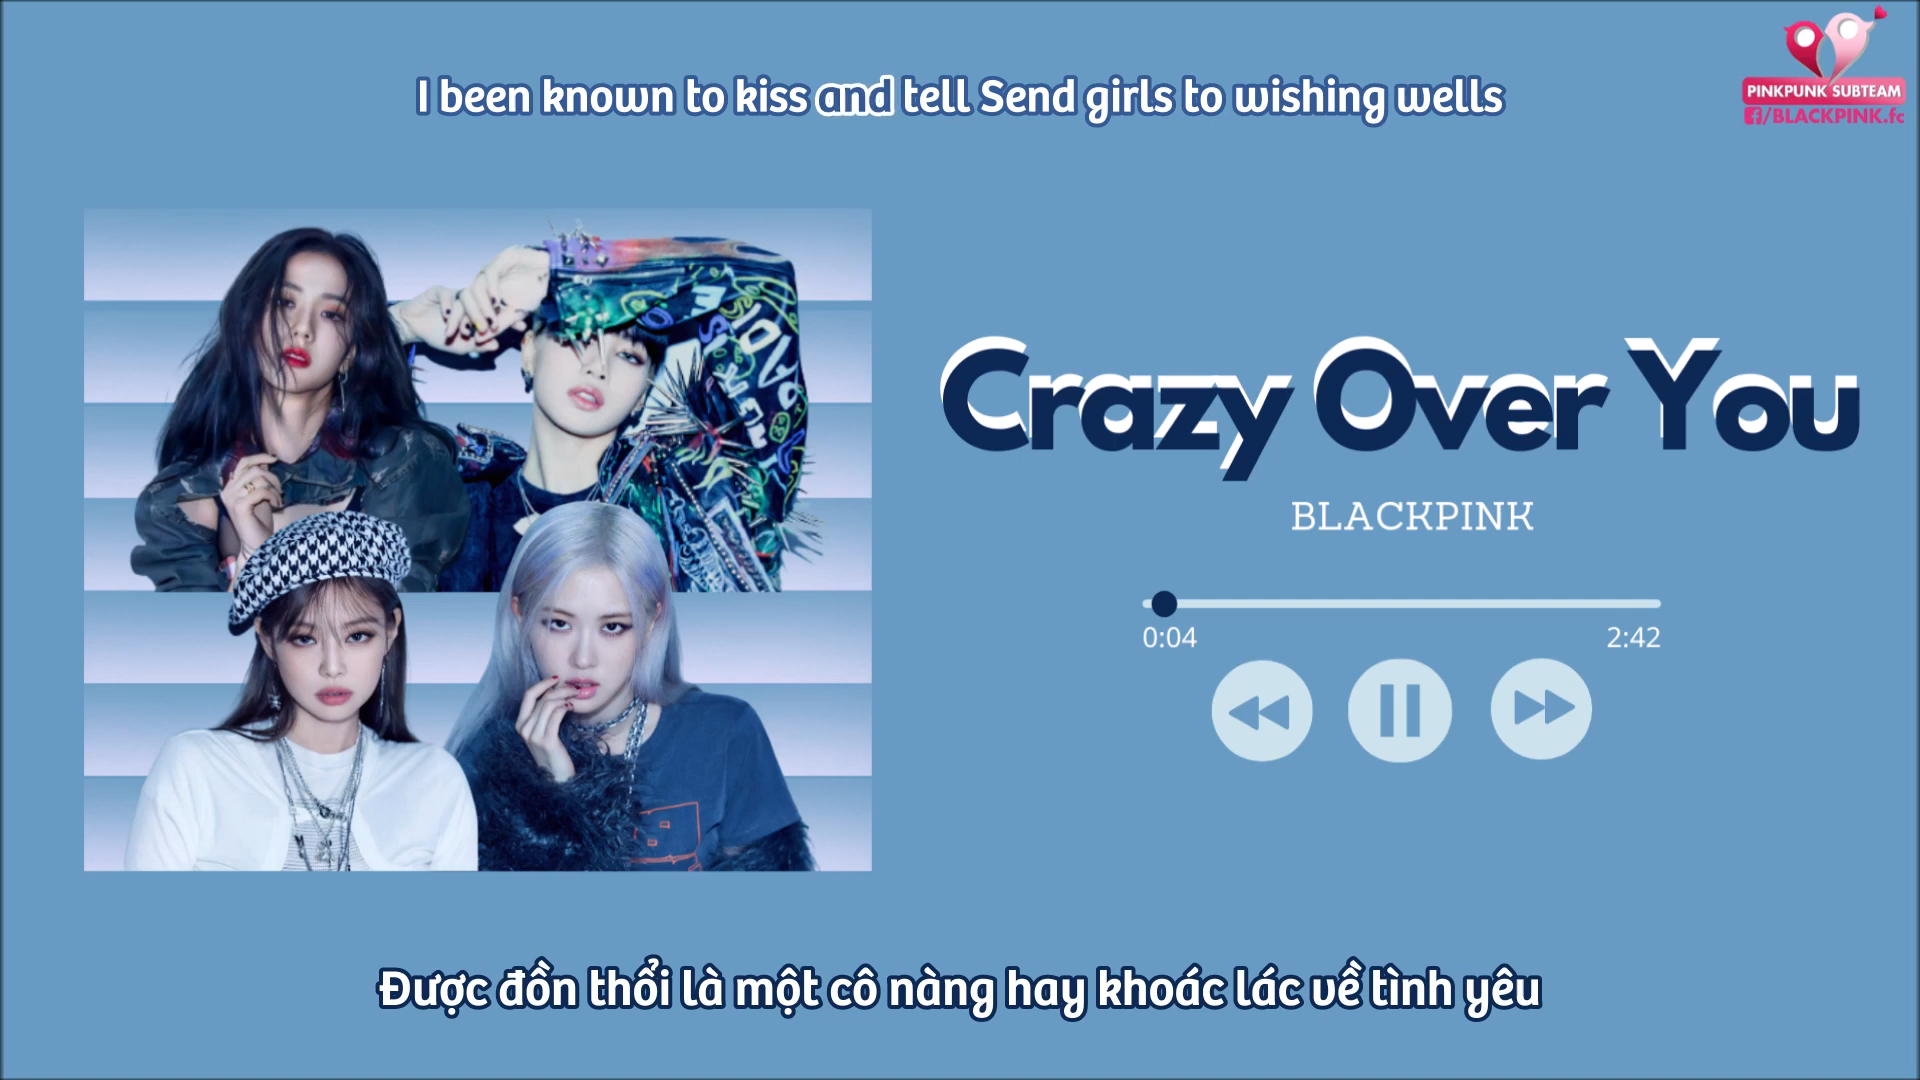 I been known to kiss and tell Send girls to wishing wells
PINKPUNK SUBTEAM
/BLACKPINK.fc
Crazy Over You
BLACKPINK
0:04
2:42
Được đồn thổi là một cô nàng hay khoác lác về tình yêu